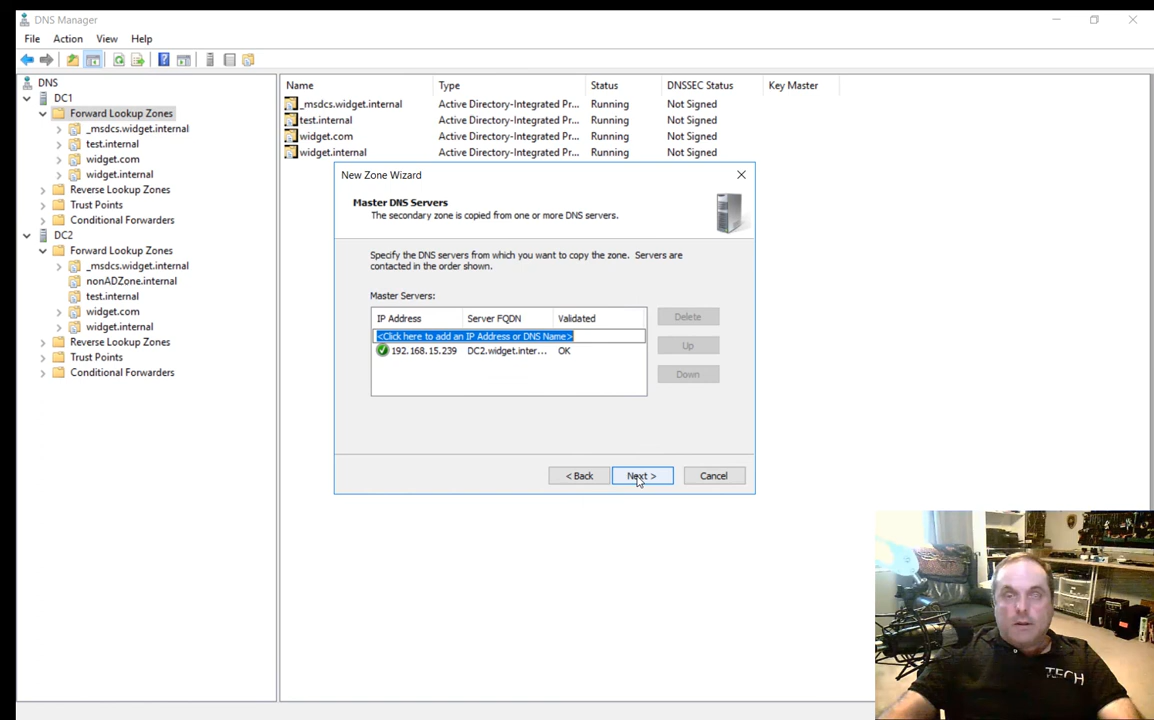 DNS Manager
File Action View Help
DNS
DC1
Forward Lookup Zones
_msdcs.widget.internal
test.internal
widget.com
widget.internal
Reverse Lookup Zones
Trust Points
Conditional Forwarders
DC2
Forward Lookup Zones
_msdcs.widget.internal
nonADZone.internal
test.internal
widget.com
widget.internal
Reverse Lookup Zones
Trust Points
Conditional Forwarders
Name Type Status DNSSEC Status Key Master
_msdcs.widget.internal Active Directory-Integrated Pr... Running Not Signed
test.internal Active Directory-Integrated Pr... Running Not Signed
widget.com Active Directory-Integrated Pr... Running Not Signed
widget.internal Active Directory-Integrated Pr... Running Not Signed
New Zone Wizard
Master DNS Servers
The secondary zone is copied from one or more DNS servers.
Specify the DNS servers from which you want to copy the zone. Servers are
contacted in the order shown.
Master Servers:
IP Address Server FQDN Validated
<Click here to add an IP Address or DNS Name>
192.168.15.239 DC2.widget.inter... OK
Delete
Up
Down
< Back Next > Cancel
TECH